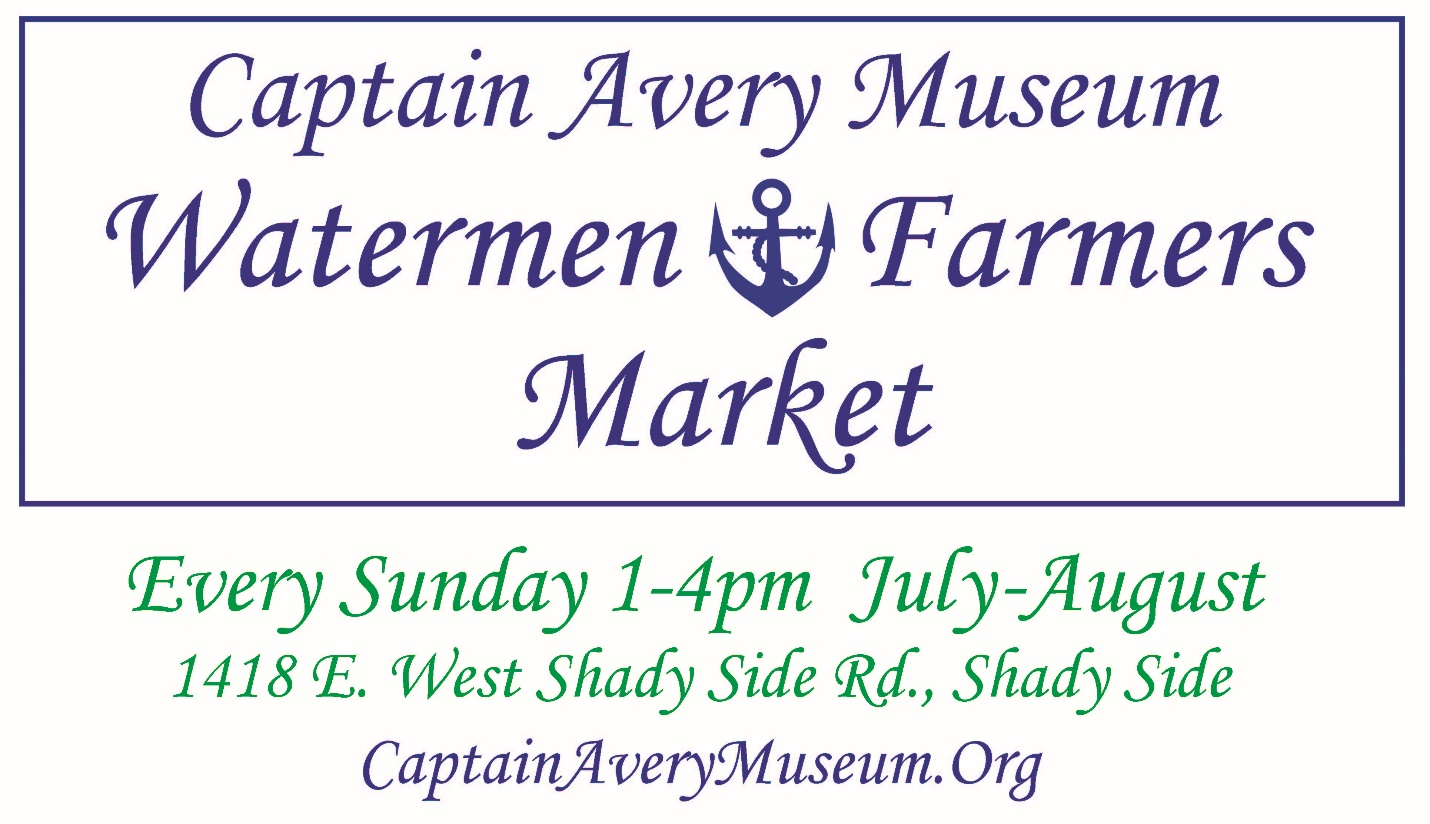 Captain Avery Museum
Watermen Farmers
Market
Every Sunday 1-4pm July-August
1418 E. West Shady Side Rd., Shady Side
CaptainAveryMuseum.Org